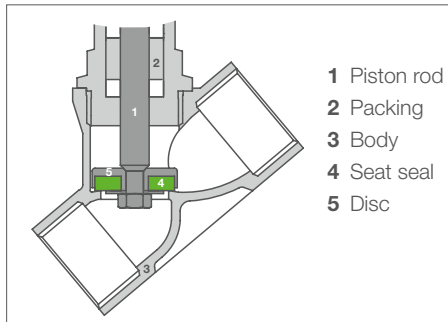 2
1
5
4
3
1 Piston rod
2 Packing
3 Body
4 Seat seal
5 Disc